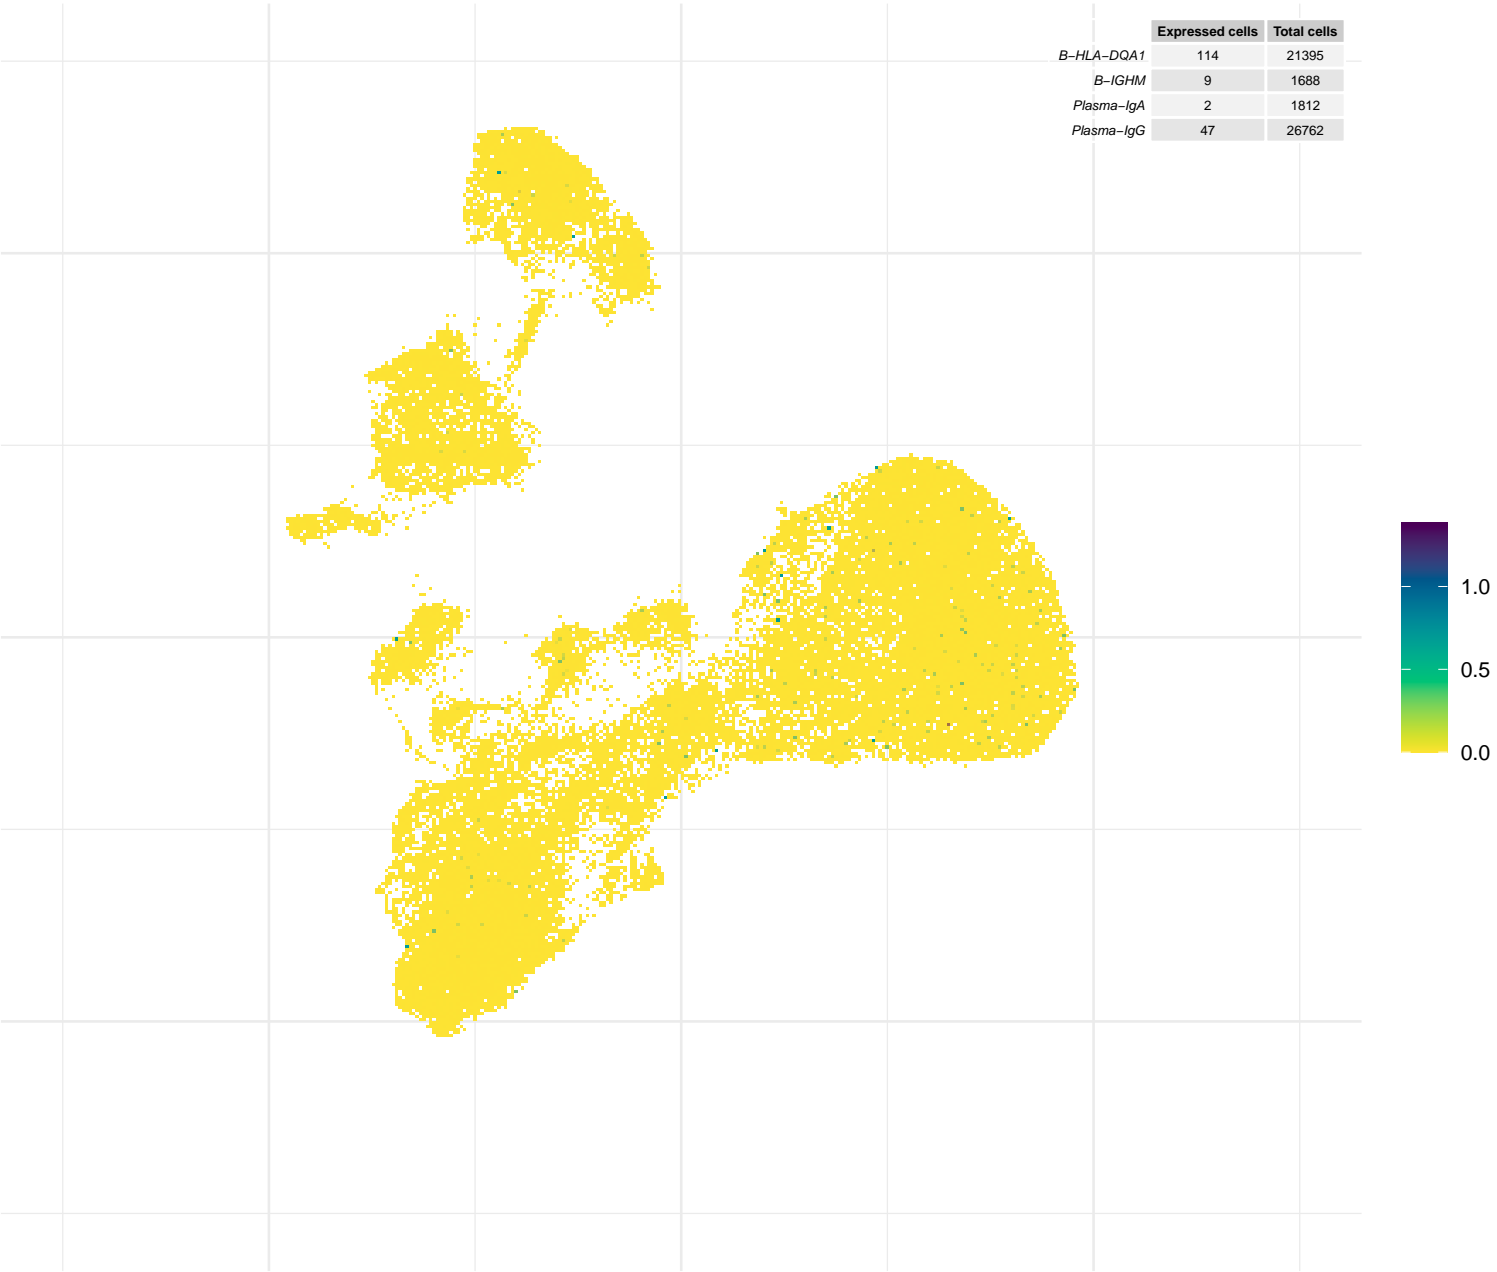 Expressed cells Total cells
B−HLA−DQA1 114 21395
B−IGHM 9 1688
Plasma−IgA 2 1812
Plasma−IgG 47 26762
1.0
0.5
0.0